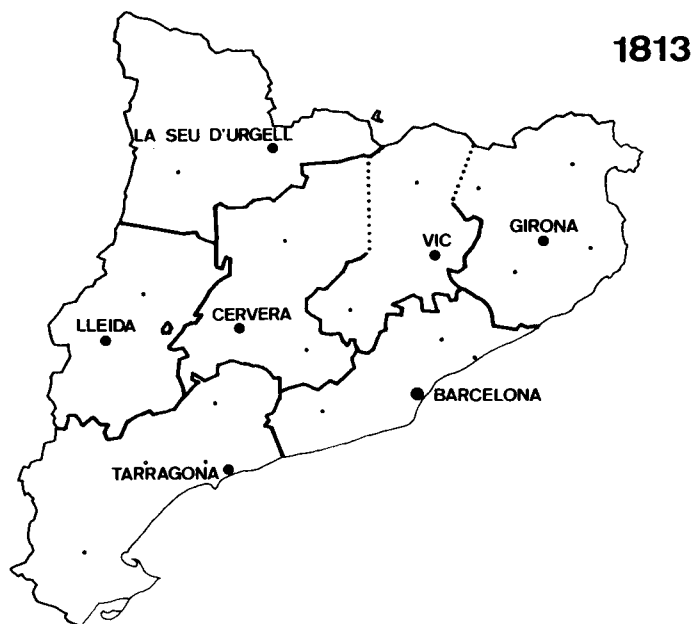 1813
LA SEU D'URGELL
VIC
GIRONA
LLEIDA
CERVERA
BARCELONA
TARRAGONA